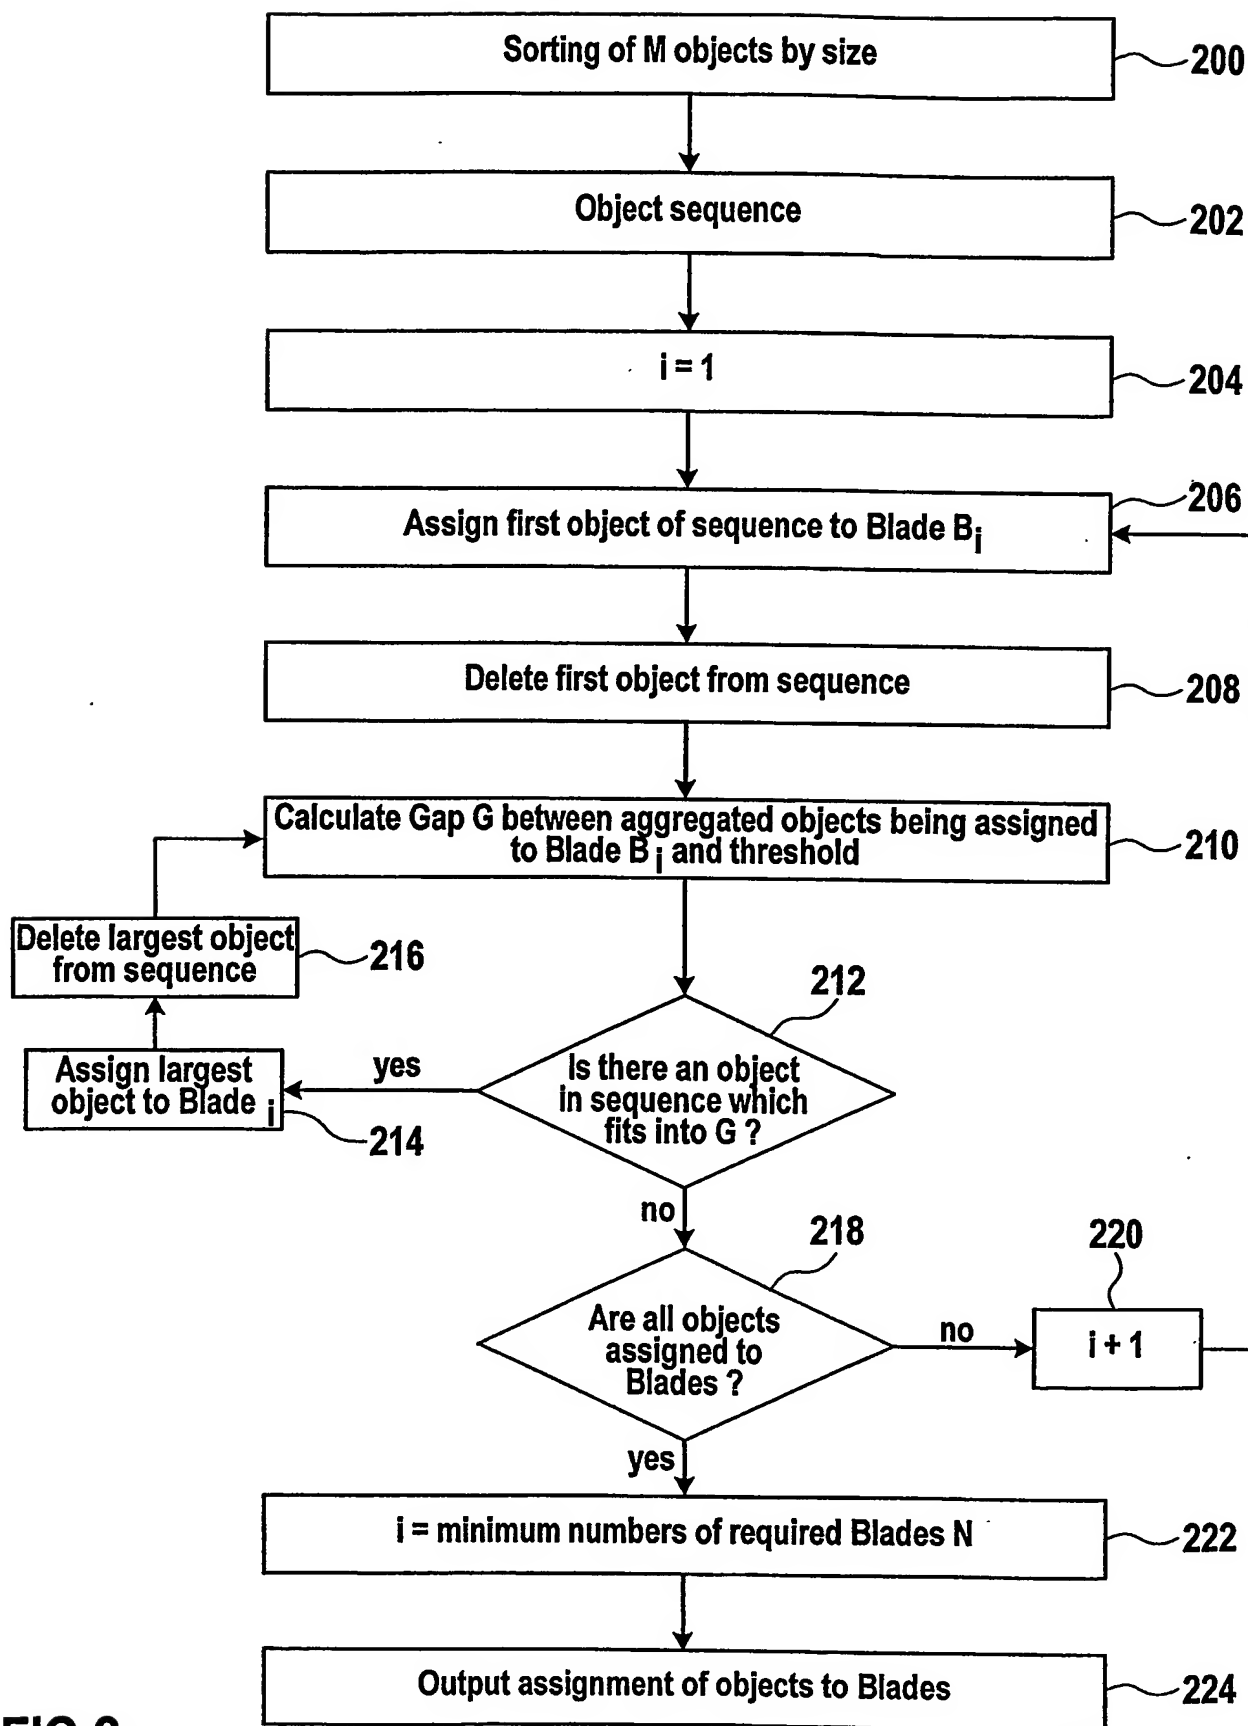 Sorting of M objects by size
200
Object sequence
202
i = 1
204
Assign first object of sequence to Blade Bi
206
Delete first object from sequence
208
Calculate Gap G between aggregated objects being assigned
to Blade Bi and threshold
210
Delete largest object
from sequence
216
212
Is there an object
in sequence which
fits into G ?
yes
Assign largest
object to Blade i
214
no
218
220
Are all objects
assigned to
Blades ?
no
i + 1
yes
i = minimum numbers of required Blades N
222
Output assignment of objects to Blades
224